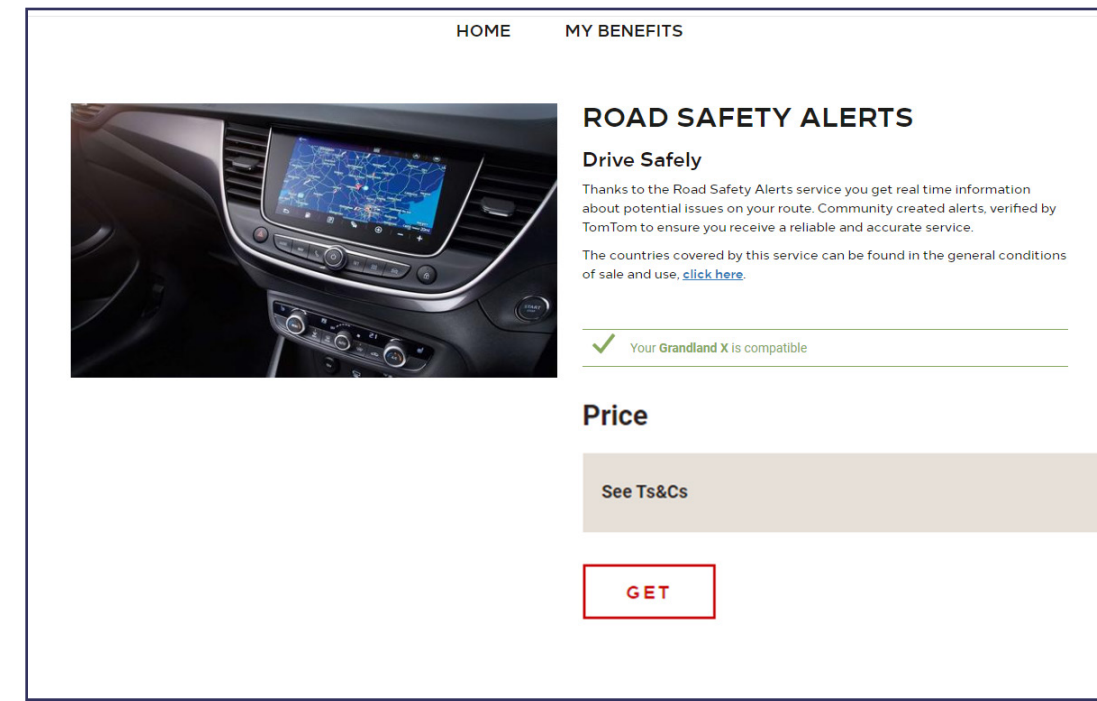 HOME MY BENEFITS
ROAD SAFETY ALERTS
Drive Safely
Thanks to the Road Safety Alerts service you get real time information
about potential issues on your route. Community created alerts, verified by
TomTom to ensure you receive a reliable and accurate service.
The countries covered by this service can be found in the general conditions
of sale and use, click here.
Your Grandland X is compatible
Price
See Ts&Cs
GET
START